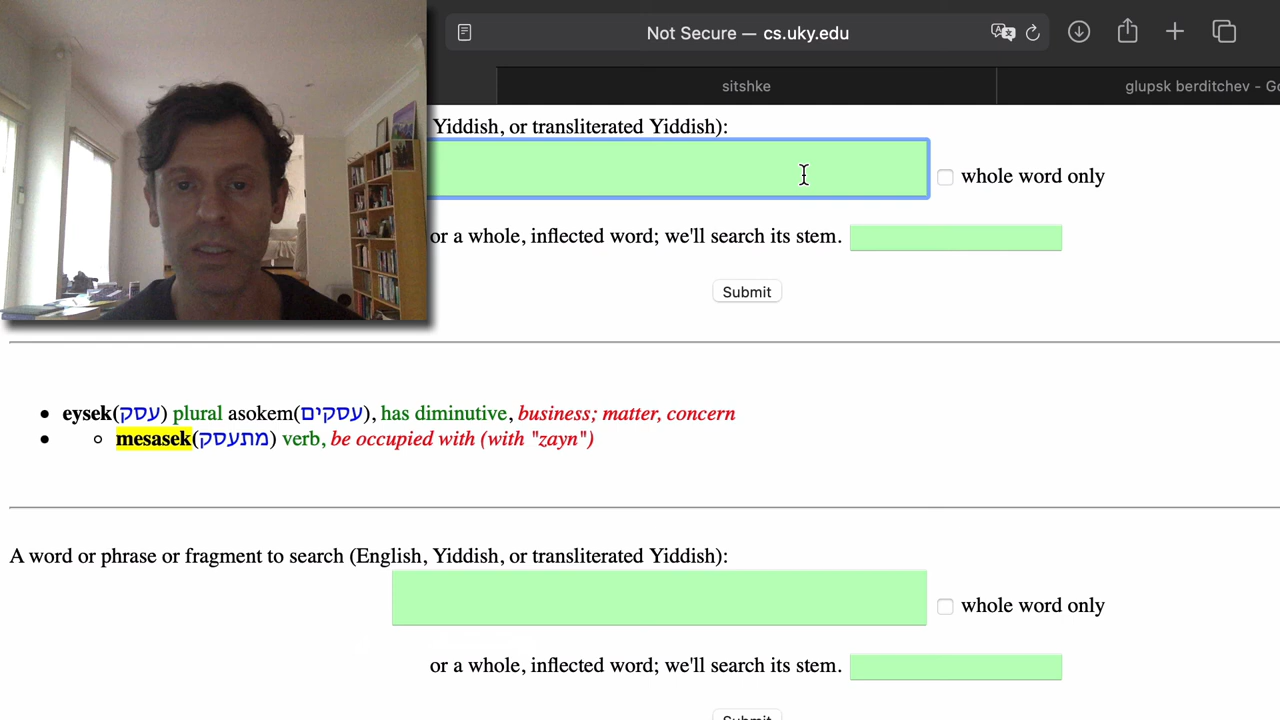 Not Secure — cs.uky.edu
sitshke
glupsk berditchev - Go
Yiddish, or transliterated Yiddish):
whole word only
or a whole, inflected word; we'll search its stem.
Submit
• eysek(עסק) plural asokem(עסקים), has diminutive, business; matter, concern
• ○ mesasek(מתעסק) verb, be occupied with (with "zayn")
A word or phrase or fragment to search (English, Yiddish, or transliterated Yiddish):
whole word only
or a whole, inflected word; we'll search its stem.
Submit